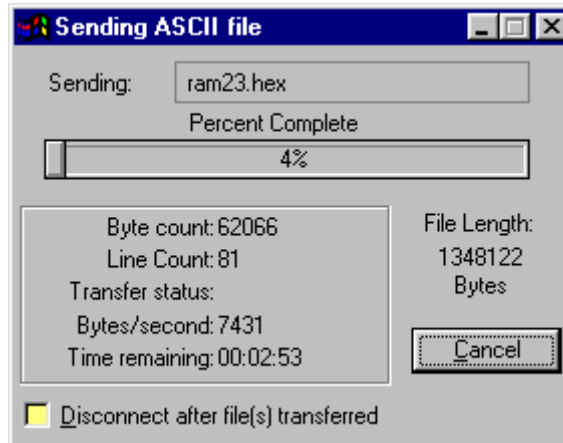 Sending ASCII file
Sending: ram23.hex
Percent Complete
4%
Byte count: 62066
Line Count: 81
Transfer status:
Bytes/second: 7431
Time remaining: 00:02:53
File Length:
1348122
Bytes
Cancel
Disconnect after file(s) transferred